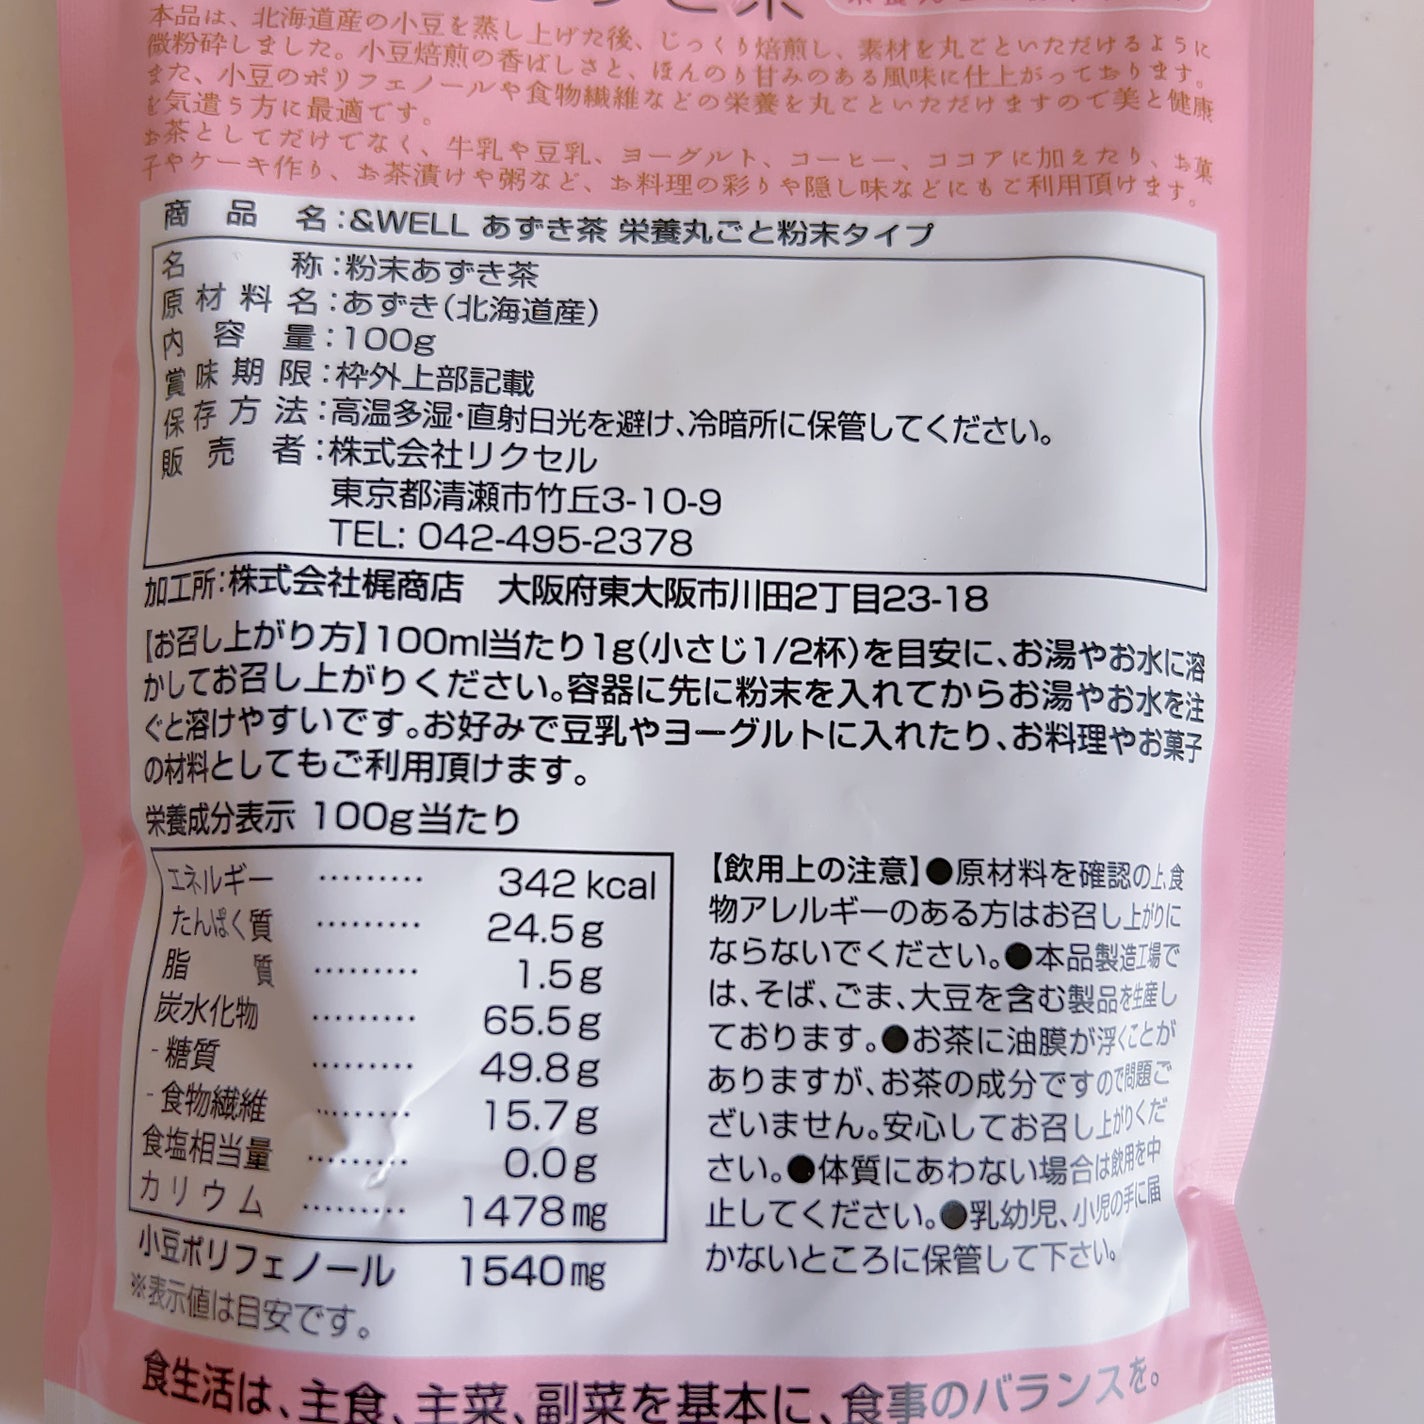 本品は、北海道産の小豆を蒸し上げた後、じっくり焙煎し、素材を丸ごといただけるように
微粉砕しました。小豆焙煎の香ばしさと、ほんのり甘みのある風味に仕上がっております。
また、小豆のポリフェノールや食物繊維などの栄養を丸ごといただけますので美と健康
を気遣う方に最適です。
お茶としてだけでなく、牛乳や豆乳、ヨーグルト、コーヒー、ココアに加えたり、お菓
子やケーキ作り、お茶漬けや粥など、お料理の彩りや隠し味などにもご利用頂けます。
商品名:&WELL あずき茶 栄養丸ごと粉末タイプ
名称:粉末あずき茶
原材料名:あずき(北海道産)
内容量:100g
賞味期限:枠外上部記載
保存方法:高温多湿・直射日光を避け、冷暗所に保管してください。
販売者:株式会社リクセル
東京都清瀬市竹丘3-10-9
TEL: 042-495-2378
加工所:株式会社梶商店 大阪府東大阪市川田2丁目23-18
【お召し上がり方】100ml当たり1g(小さじ1/2杯)を目安に、お湯やお水に溶
かしてお召し上がりください。容器に先に粉末を入れてからお湯やお水を注
ぐと溶けやすいです。お好みで豆乳やヨーグルトに入れたり、お料理やお菓子
の材料としてもご利用頂けます。
栄養成分表示 100g当たり
エネルギー ……… 342 kcal
たんぱく質 ……… 24.5g
脂質 ……… 1.5g
炭水化物 ……… 65.5g
-糖質 ……… 49.8g
-食物繊維 ……… 15.7g
食塩相当量 ……… 0.0g
カリウム ……… 1478mg
小豆ポリフェノール 1540mg
※表示値は目安です。
【飲用上の注意】●原材料を確認の上、食
物アレルギーのある方はお召し上がりに
ならないでください。●本品製造工場で
は、そば、ごま、大豆を含む製品を生産し
ております。●お茶に油膜が浮くことが
ありますが、お茶の成分ですので問題ご
ざいません。安心してお召し上がりくだ
さい。●体質にあわない場合は飲用を中
止してください。●乳幼児、小児の手に届
かないところに保管して下さい。
食生活は、主食、主菜、副菜を基本に、食事のバランスを。